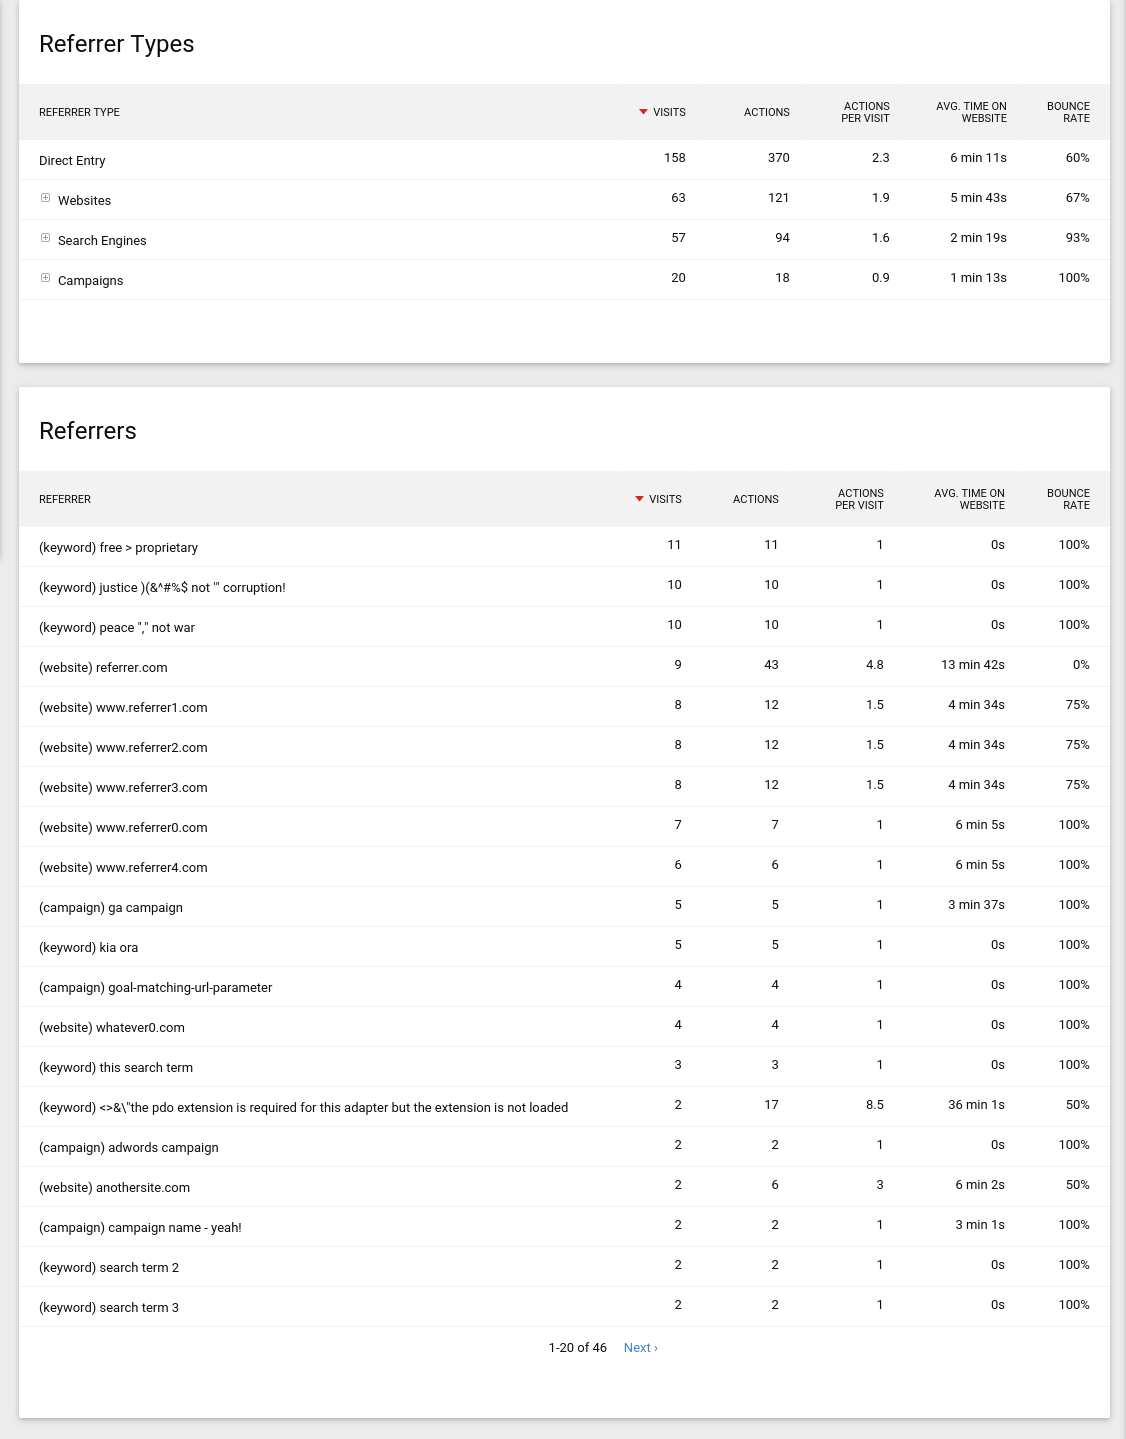 Referrer Types
REFERRER TYPE VISITS ACTIONS ACTIONS PER VISIT AVG. TIME ON WEBSITE BOUNCE RATE
Direct Entry 158 370 2.3 6 min 11s 60%
Websites 63 121 1.9 5 min 43s 67%
Search Engines 57 94 1.6 2 min 19s 93%
Campaigns 20 18 0.9 1 min 13s 100%
Referrers
REFERRER VISITS ACTIONS ACTIONS PER VISIT AVG. TIME ON WEBSITE BOUNCE RATE
(keyword) free > proprietary 11 11 1 0s 100%
(keyword) justice )(&^#%$ not '" corruption! 10 10 1 0s 100%
(keyword) peace "," not war 10 10 1 0s 100%
(website) referrer.com 9 43 4.8 13 min 42s 0%
(website) www.referrer1.com 8 12 1.5 4 min 34s 75%
(website) www.referrer2.com 8 12 1.5 4 min 34s 75%
(website) www.referrer3.com 8 12 1.5 4 min 34s 75%
(website) www.referrer0.com 7 7 1 6 min 5s 100%
(website) www.referrer4.com 6 6 1 6 min 5s 100%
(campaign) ga campaign 5 5 1 3 min 37s 100%
(keyword) kia ora 5 5 1 0s 100%
(campaign) goal-matching-url-parameter 4 4 1 0s 100%
(website) whatever0.com 4 4 1 0s 100%
(keyword) this search term 3 3 1 0s 100%
(keyword) <>&\"the pdo extension is required for this adapter but the extension is not loaded 2 17 8.5 36 min 1s 50%
(campaign) adwords campaign 2 2 1 0s 100%
(website) anothersite.com 2 6 3 6 min 2s 50%
(campaign) campaign name - yeah! 2 2 1 3 min 1s 100%
(keyword) search term 2 2 2 1 0s 100%
(keyword) search term 3 2 2 1 0s 100%
1-20 of 46 Next ›